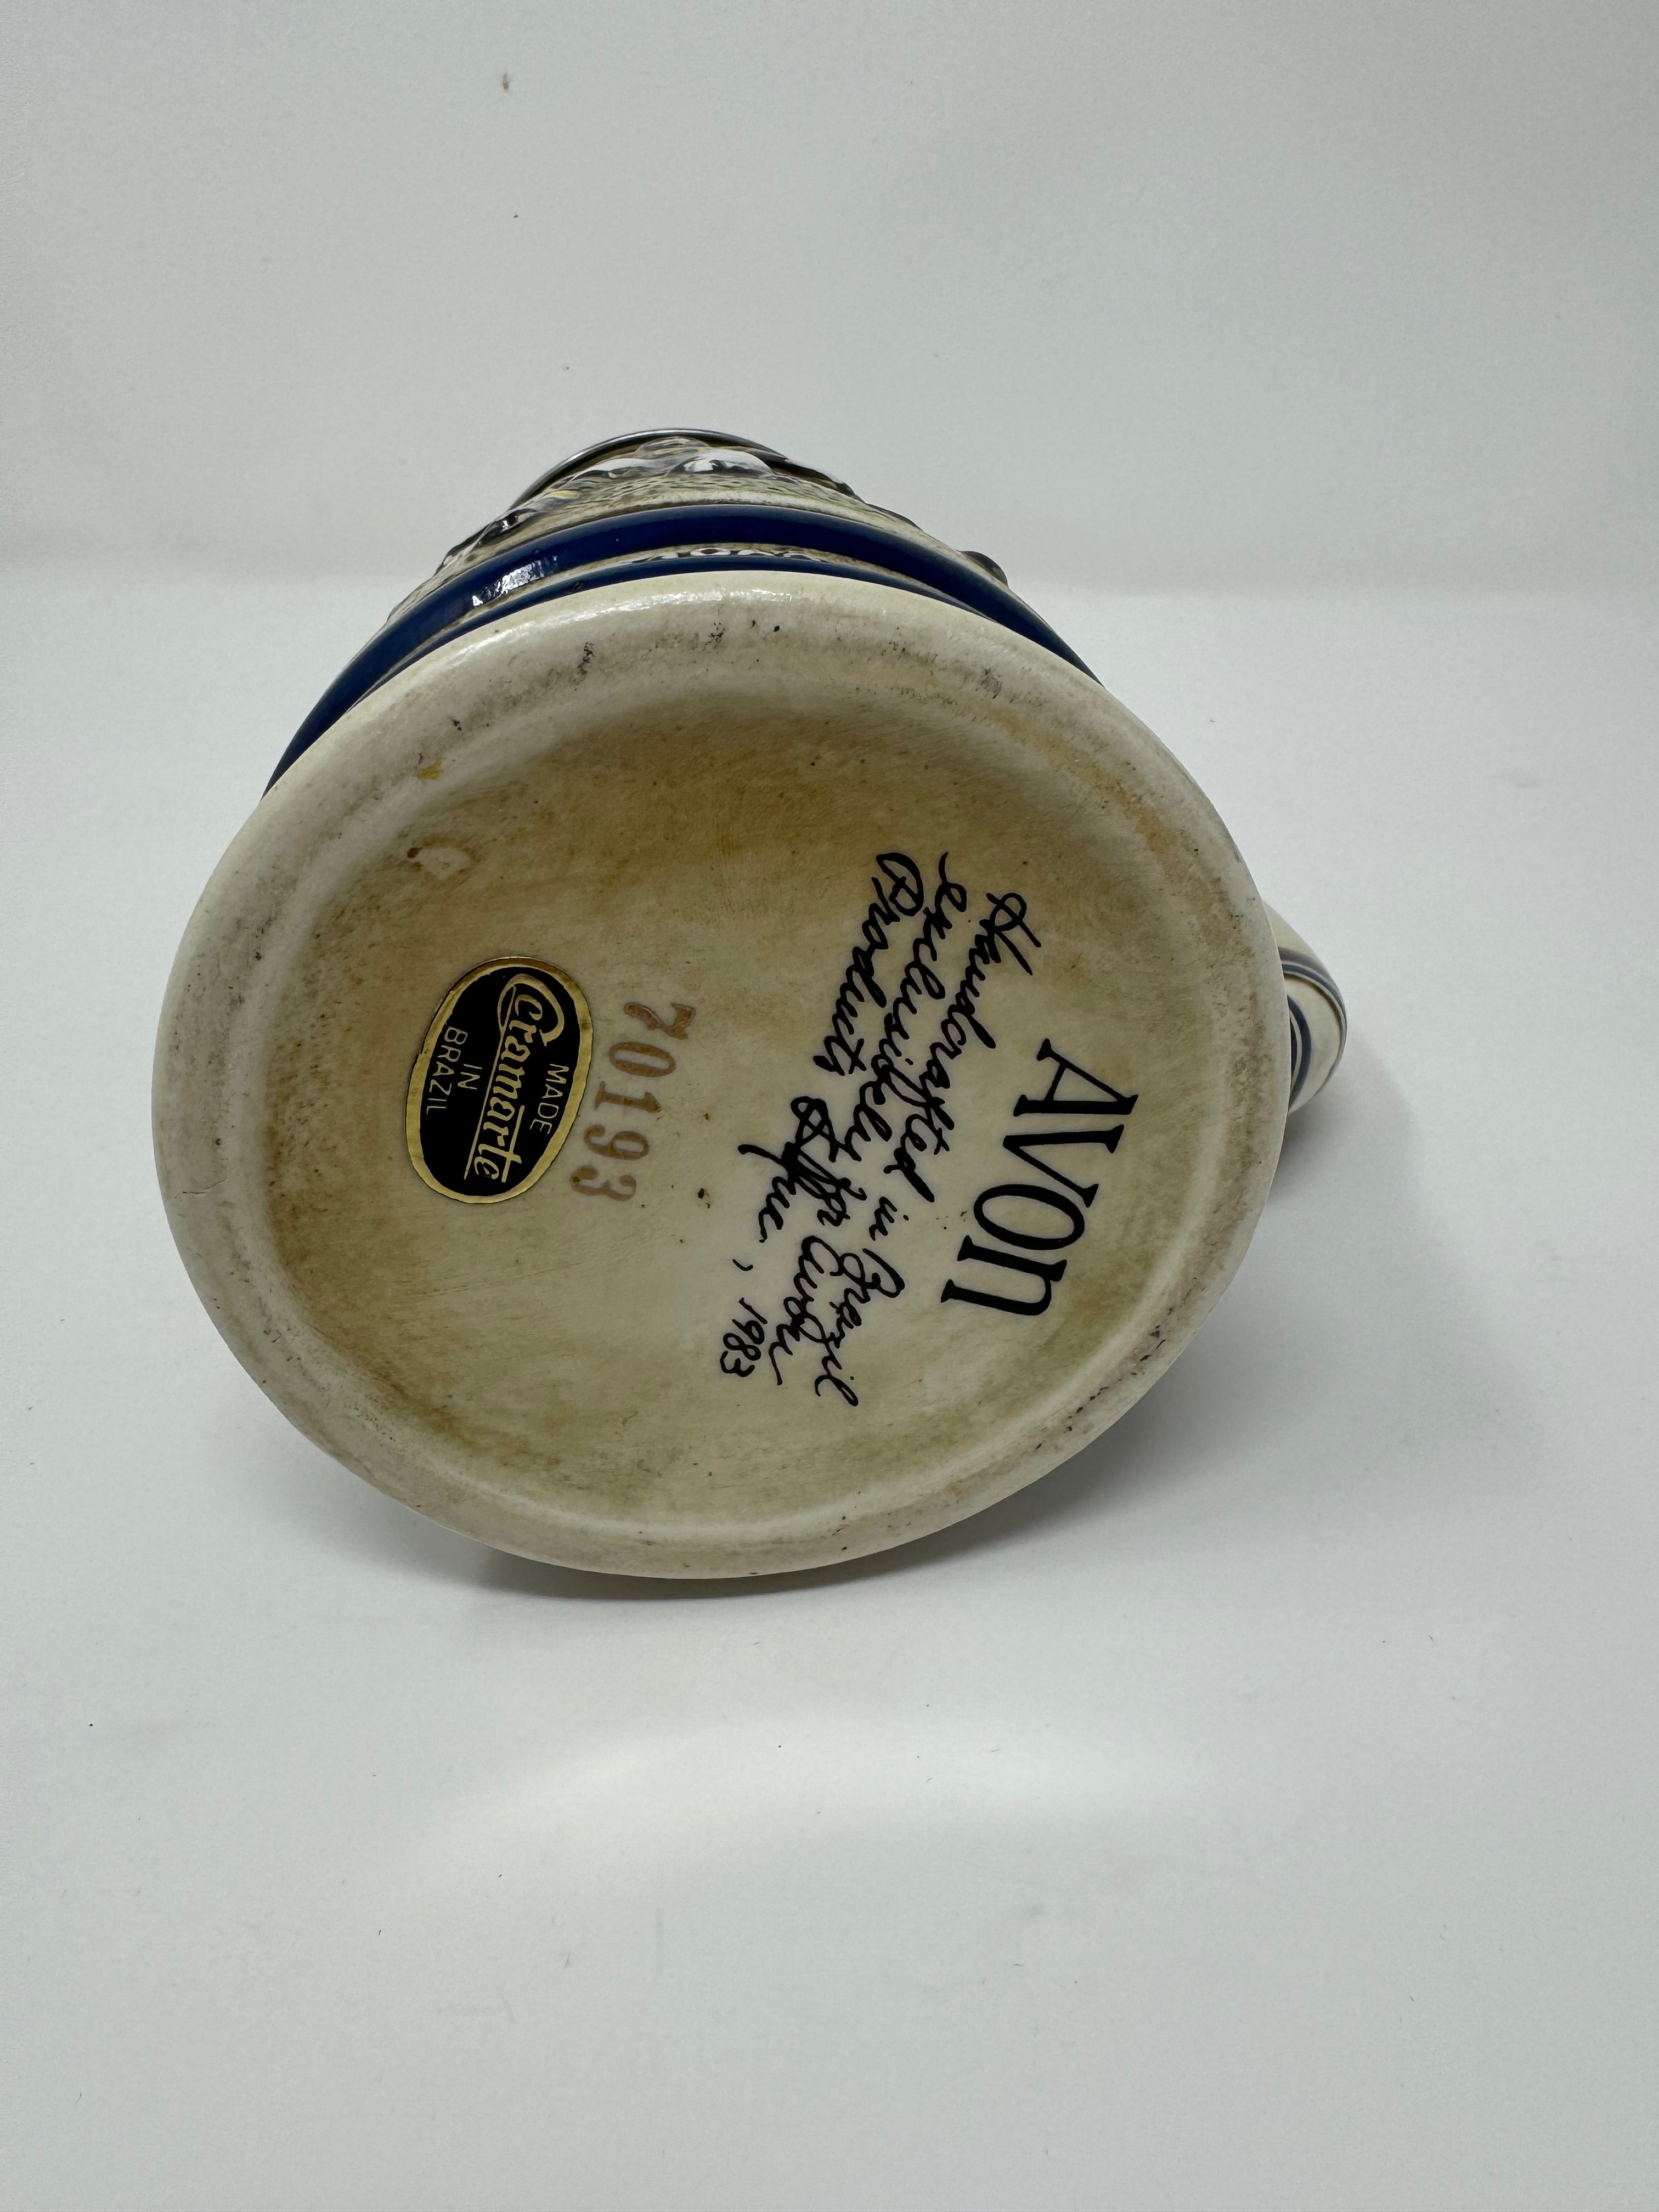 AVON
Handcrafted in Brazil
exclusively for Avon
Products, Inc., 1983
70193
MADE
Ceramarte
IN
BRAZIL